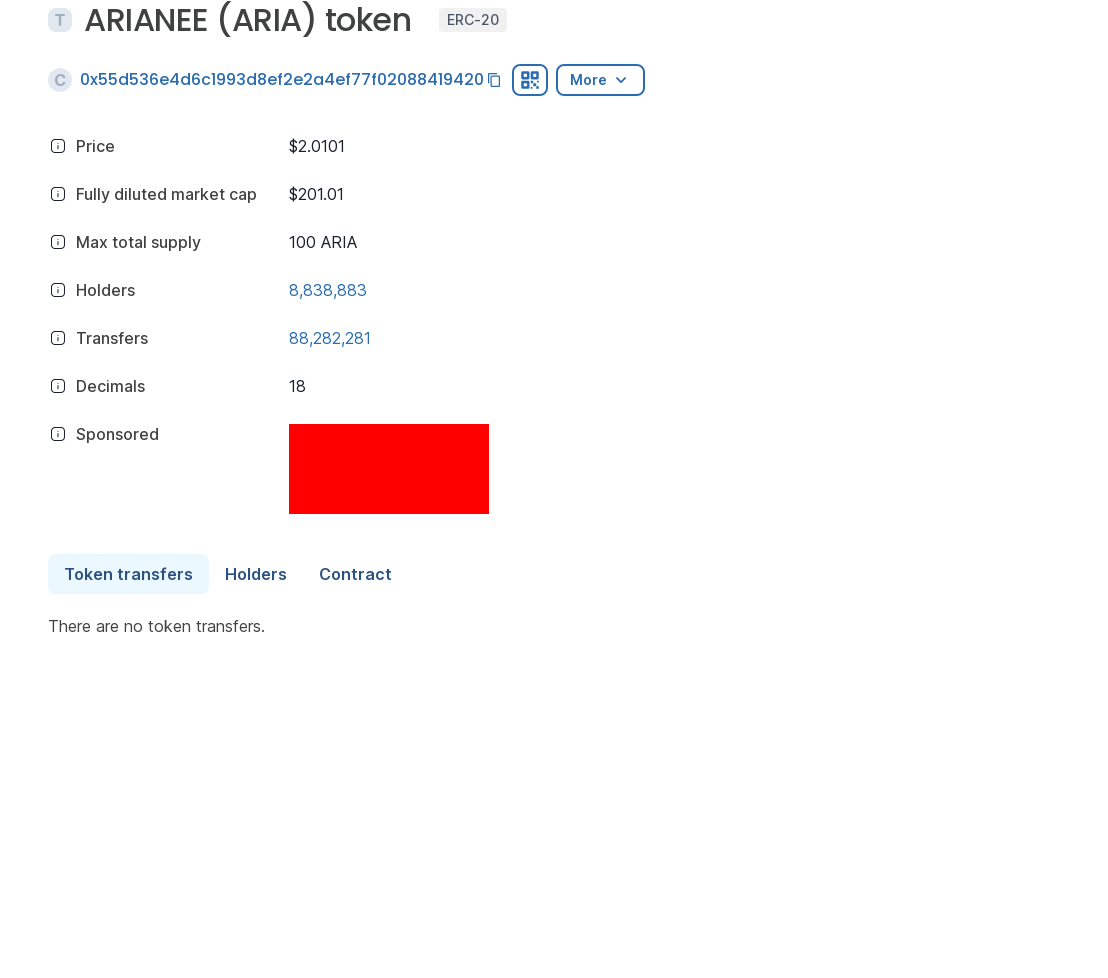 T ARIANEE (ARIA) token ERC-20
C 0x55d536e4d6c1993d8ef2e2a4ef77f02088419420 More
Price $2.0101
Fully diluted market cap $201.01
Max total supply 100 ARIA
Holders 8,838,883
Transfers 88,282,281
Decimals 18
Sponsored
Token transfers Holders Contract
There are no token transfers.